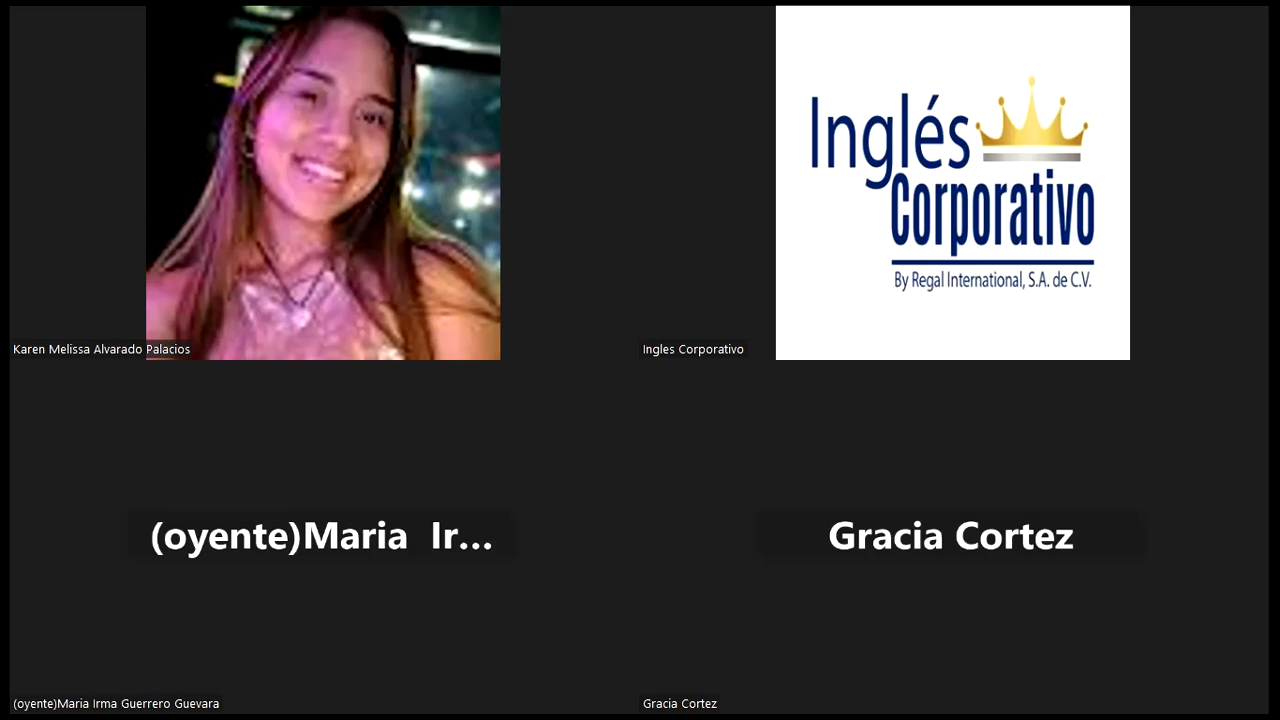 Inglés
Corporativo
By Regal International, S.A. de C.V.
Karen Melissa Alvarado Palacios
Ingles Corporativo
(oyente)Maria Ir...
Gracia Cortez
(oyente)Maria Irma Guerrero Guevara
Gracia Cortez